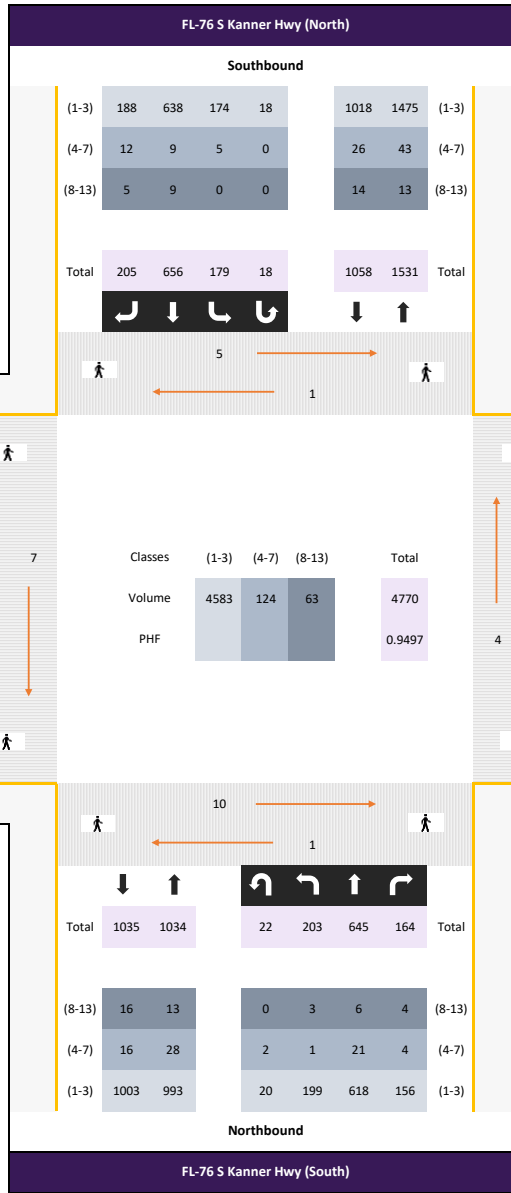 FL-76 S Kanner Hwy (North)
Southbound
(1-3) 188 638 174 18 1018 1475 (1-3)
(4-7) 12 9 5 0 26 43 (4-7)
(8-13) 5 9 0 0 14 13 (8-13)
Total 205 656 179 18 1058 1531 Total
5
1
7
Classes (1-3) (4-7) (8-13) Total
Volume 4583 124 63 4770
PHF 0.9497
4
10
1
Total 1035 1034 22 203 645 164 Total
(8-13) 16 13 0 3 6 4 (8-13)
(4-7) 16 28 2 1 21 4 (4-7)
(1-3) 1003 993 20 199 618 156 (1-3)
Northbound
FL-76 S Kanner Hwy (South)